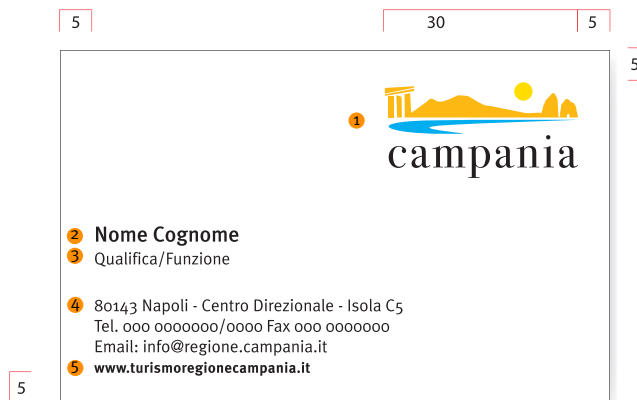 5 30 5
5
1
campania
2 Nome Cognome
3 Qualifica/Funzione
4 80143 Napoli - Centro Direzionale - Isola C5
Tel. 000 0000000/0000 Fax 000 0000000
Email: info@regione.campania.it
5 www.turismoregionecampania.it
5